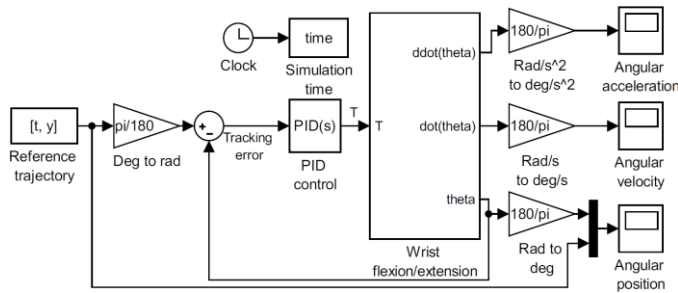 time
Clock
Simulation
time
[t, y]
Reference
trajectory
pi/180
Deg to rad
+
−
Tracking
error
PID(s)
PID
control
T
T
ddot(theta)
dot(theta)
theta
Wrist
flexion/extension
180/pi
Rad/s^2
to deg/s^2
Angular
acceleration
180/pi
Rad/s
to deg/s
Angular
velocity
180/pi
Rad to
deg
Angular
position